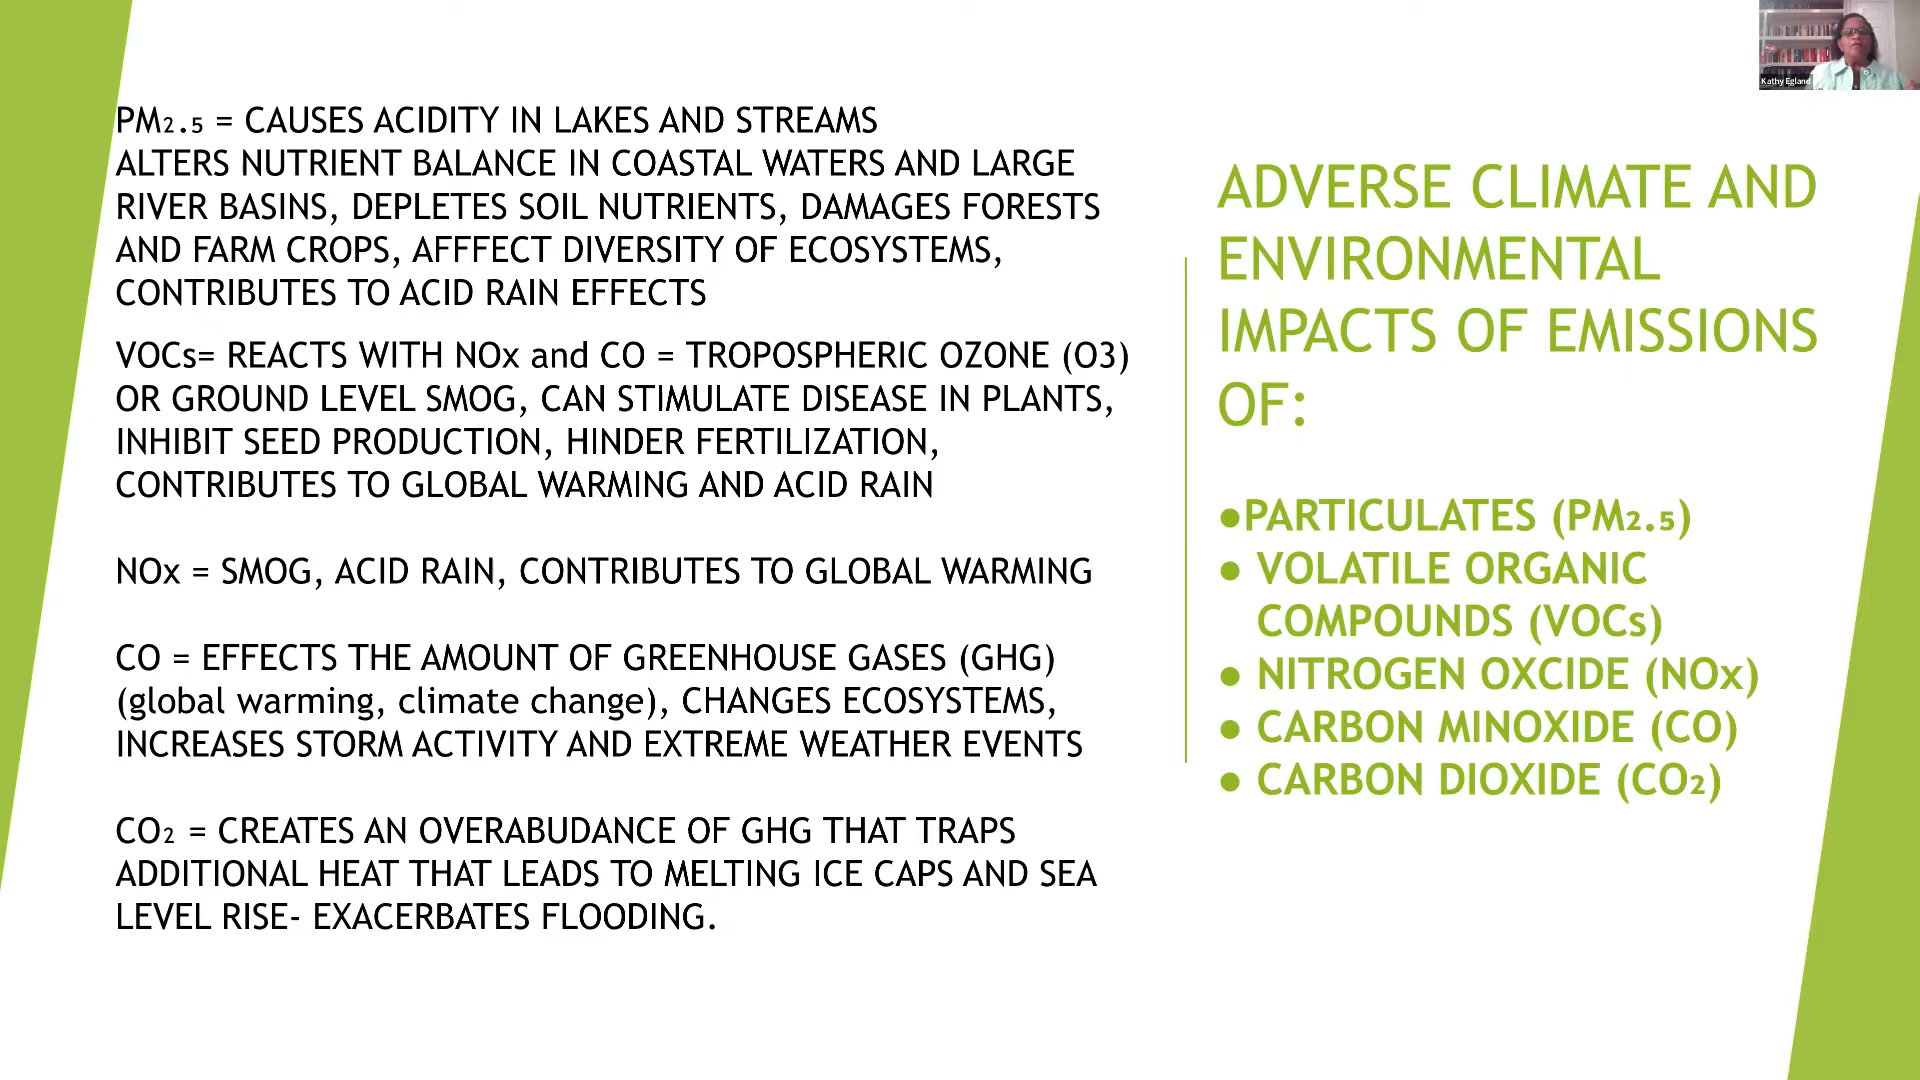 PM₂.₅ = CAUSES ACIDITY IN LAKES AND STREAMS
ALTERS NUTRIENT BALANCE IN COASTAL WATERS AND LARGE
RIVER BASINS, DEPLETES SOIL NUTRIENTS, DAMAGES FORESTS
AND FARM CROPS, AFFFECT DIVERSITY OF ECOSYSTEMS,
CONTRIBUTES TO ACID RAIN EFFECTS
VOCs= REACTS WITH NOx and CO = TROPOSPHERIC OZONE (O3)
OR GROUND LEVEL SMOG, CAN STIMULATE DISEASE IN PLANTS,
INHIBIT SEED PRODUCTION, HINDER FERTILIZATION,
CONTRIBUTES TO GLOBAL WARMING AND ACID RAIN
NOx = SMOG, ACID RAIN, CONTRIBUTES TO GLOBAL WARMING
CO = EFFECTS THE AMOUNT OF GREENHOUSE GASES (GHG)
(global warming, climate change), CHANGES ECOSYSTEMS,
INCREASES STORM ACTIVITY AND EXTREME WEATHER EVENTS
CO₂ = CREATES AN OVERABUDANCE OF GHG THAT TRAPS
ADDITIONAL HEAT THAT LEADS TO MELTING ICE CAPS AND SEA
LEVEL RISE- EXACERBATES FLOODING.
ADVERSE CLIMATE AND
ENVIRONMENTAL
IMPACTS OF EMISSIONS
OF:
●PARTICULATES (PM₂.₅)
● VOLATILE ORGANIC
COMPOUNDS (VOCs)
● NITROGEN OXCIDE (NOx)
● CARBON MINOXIDE (CO)
● CARBON DIOXIDE (CO₂)
Kathy Egland